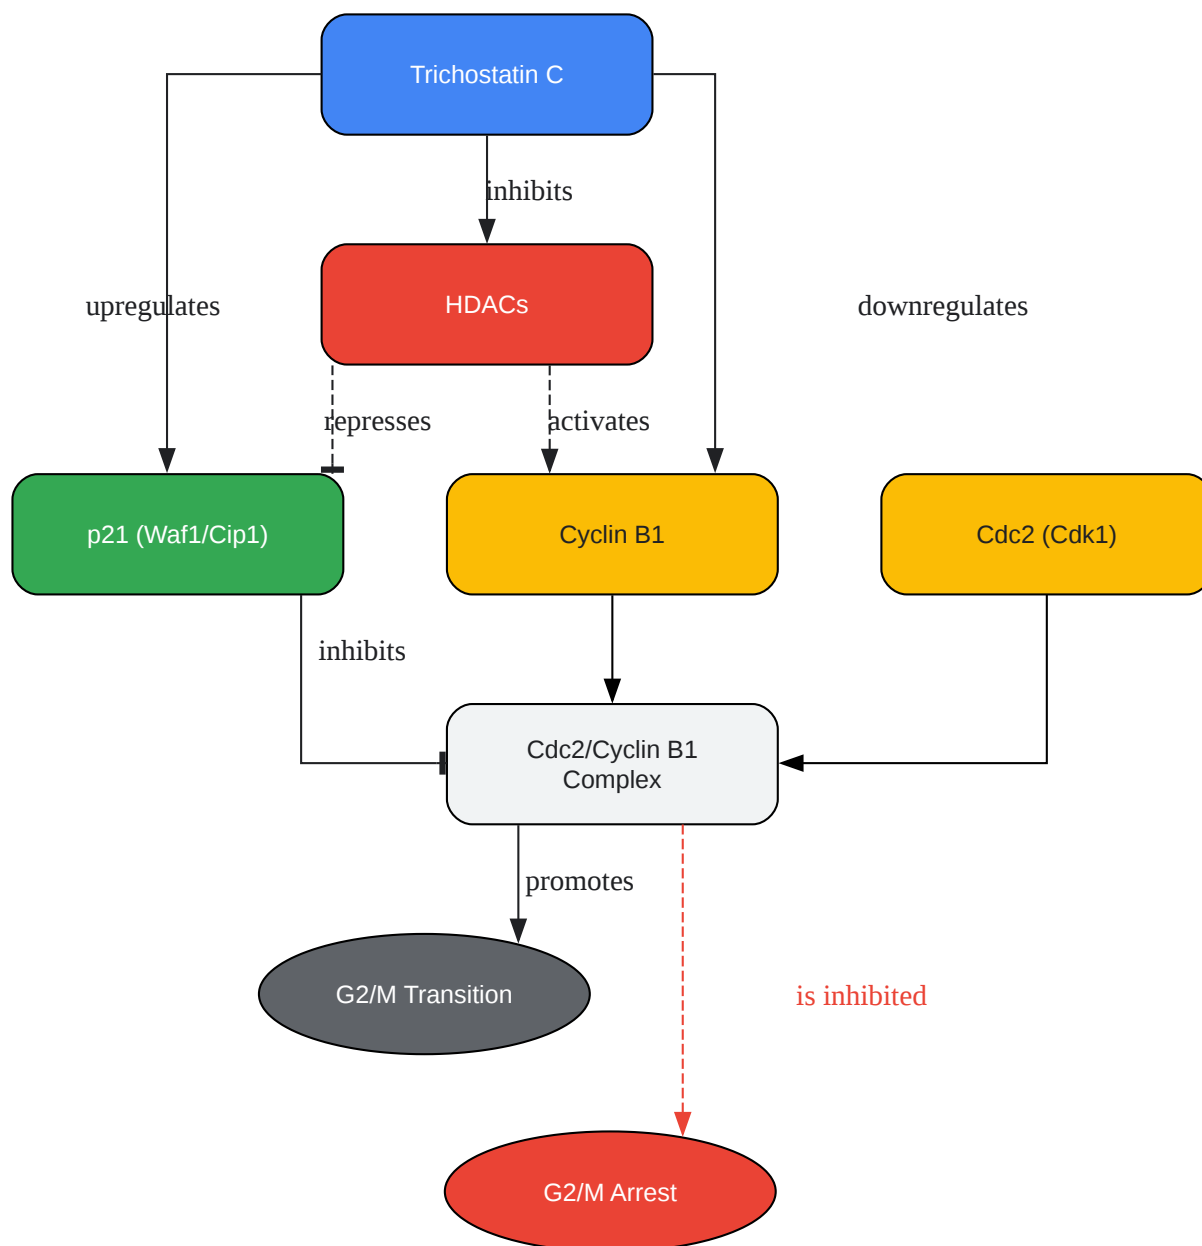 Trichostatin C
inhibits
HDACs
upregulates
downregulates
represses
activates
p21 (Waf1/Cip1)
Cyclin B1
Cdc2 (Cdk1)
inhibits
Cdc2/Cyclin B1
Complex
promotes
G2/M Transition
is inhibited
G2/M Arrest